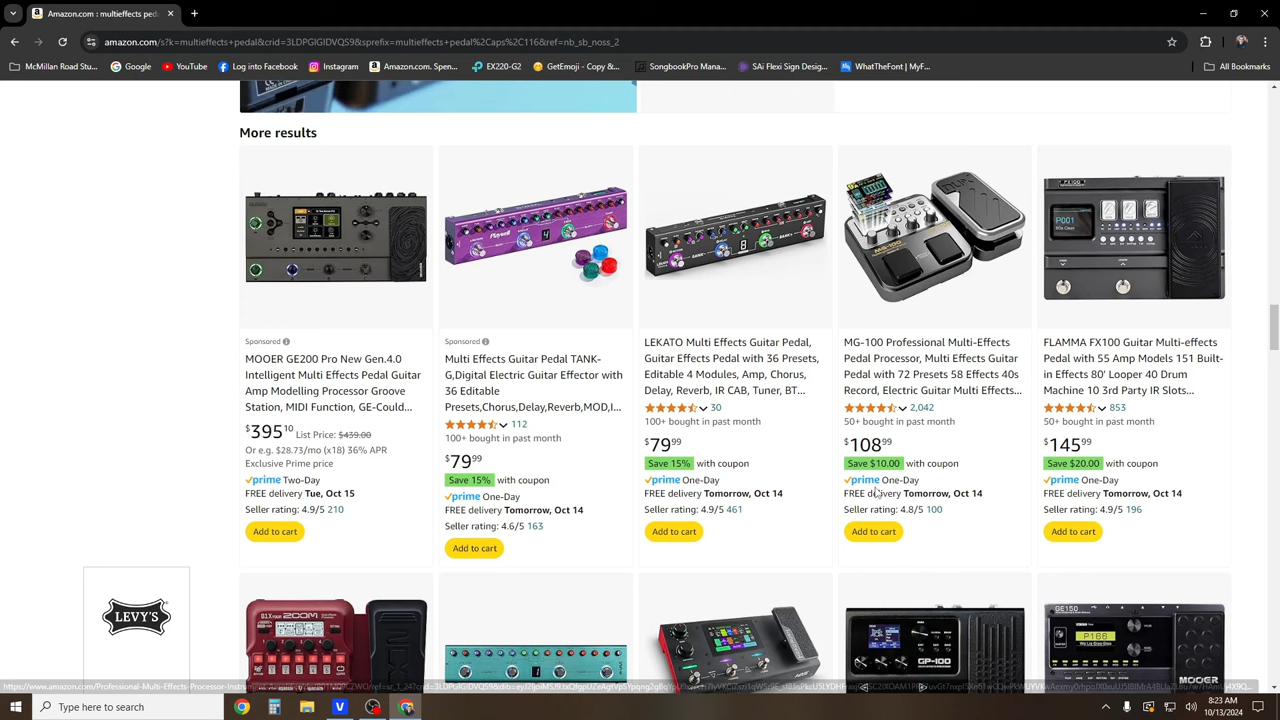 Amazon.com : multieffects peda
amazon.com/s?k=multieffects+pedal&crid=3LDPGIGIDVQS9&sprefix=multieffects+pedal%2Caps%2C116&ref=nb_sb_noss_2
McMillan Road Stu... Google YouTube Log into Facebook Instagram Amazon.com. Spen... EX220-G2 GetEmoji - Copy ,... SongbookPro Mana... SAi Flexi Sign Desig... WhatTheFont | MyF... All Bookmarks
More results
Sponsored
MOOER GE200 Pro New Gen.4.0
Intelligent Multi Effects Pedal Guitar
Amp Modelling Processor Groove
Station, MIDI Function, GE-Could...
$395.10 List Price: $439.00
Or e.g. $28.73/mo (x18) 36% APR
Exclusive Prime price
prime Two-Day
FREE delivery Tue, Oct 15
Seller rating: 4.9/5 210
Add to cart
Sponsored
Multi Effects Guitar Pedal TANK-
G,Digital Electric Guitar Effector with
36 Editable
Presets,Chorus,Delay,Reverb,MOD,I...
112
100+ bought in past month
$79.99
Save 15% with coupon
prime One-Day
FREE delivery Tomorrow, Oct 14
Seller rating: 4.6/5 163
Add to cart
LEKATO Multi Effects Guitar Pedal,
Guitar Effects Pedal with 36 Presets,
Editable 4 Modules, Amp, Chorus,
Delay, Reverb, IR CAB, Tuner, BT...
30
100+ bought in past month
$79.99
Save 15% with coupon
prime One-Day
FREE delivery Tomorrow, Oct 14
Seller rating: 4.9/5 461
Add to cart
MG-100
MG-100 Professional Multi-Effects
Pedal Processor, Multi Effects Guitar
Pedal with 72 Presets 58 Effects 40s
Record, Electric Guitar Multi Effects...
2,042
50+ bought in past month
$108.99
Save $10.00 with coupon
prime One-Day
FREE delivery Tomorrow, Oct 14
Seller rating: 4.8/5 100
Add to cart
FX100
P001
FLAMMA FX100 Guitar Multi-effects
Pedal with 55 Amp Models 151 Built-
in Effects 80' Looper 40 Drum
Machine 10 3rd Party IR Slots...
853
50+ bought in past month
$145.99
Save $20.00 with coupon
prime One-Day
FREE delivery Tomorrow, Oct 14
Seller rating: 4.9/5 196
Add to cart
LEVY'S
B1X FOUR ZOOM
GP-100
GE150
P166
MOOER
Type here to search
8:23 AM
10/13/2024